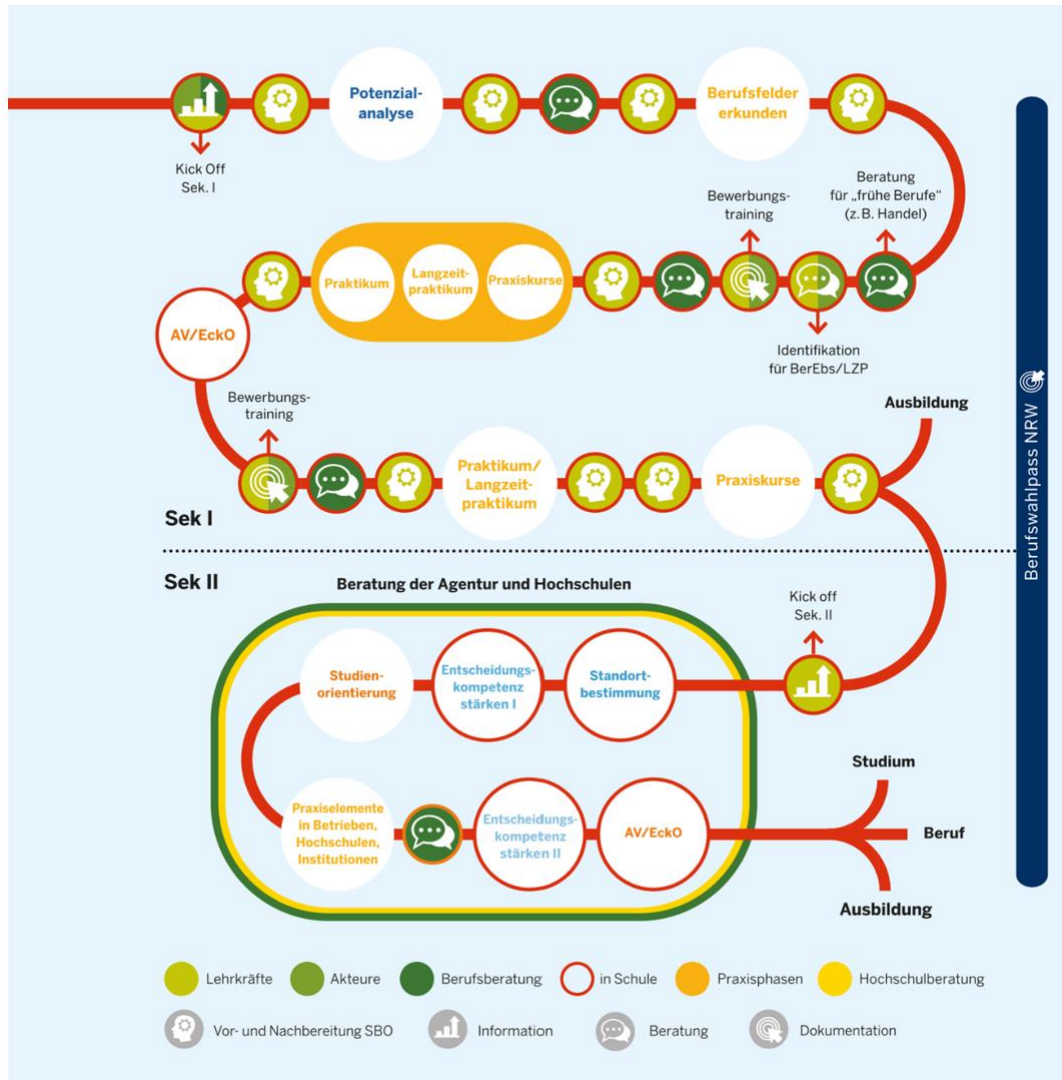 Potenzial-
analyse
Berufsfelder
erkunden
Kick Off
Sek. I
Beratung
für „frühe Berufe“
(z. B. Handel)
Bewerbungs-
training
Praktikum
Langzeit-
praktikum
Praxiskurse
AV/EckO
Identifikation
für BerEbs/LZP
Bewerbungs-
training
Ausbildung
Praktikum/
Langzeit-
praktikum
Praxiskurse
Sek I
Sek II
Beratung der Agentur und Hochschulen
Kick off
Sek. II
Studien-
orientierung
Entscheidungs-
kompetenz
stärken I
Standort-
bestimmung
Praxiselemente
in Betrieben,
Hochschulen,
Institutionen
Entscheidungs-
kompetenz
stärken II
AV/EckO
Studium
Beruf
Ausbildung
Berufswahlpass NRW
Lehrkräfte
Akteure
Berufsberatung
in Schule
Praxisphasen
Hochschulberatung
Vor- und Nachbereitung SBO
Information
Beratung
Dokumentation